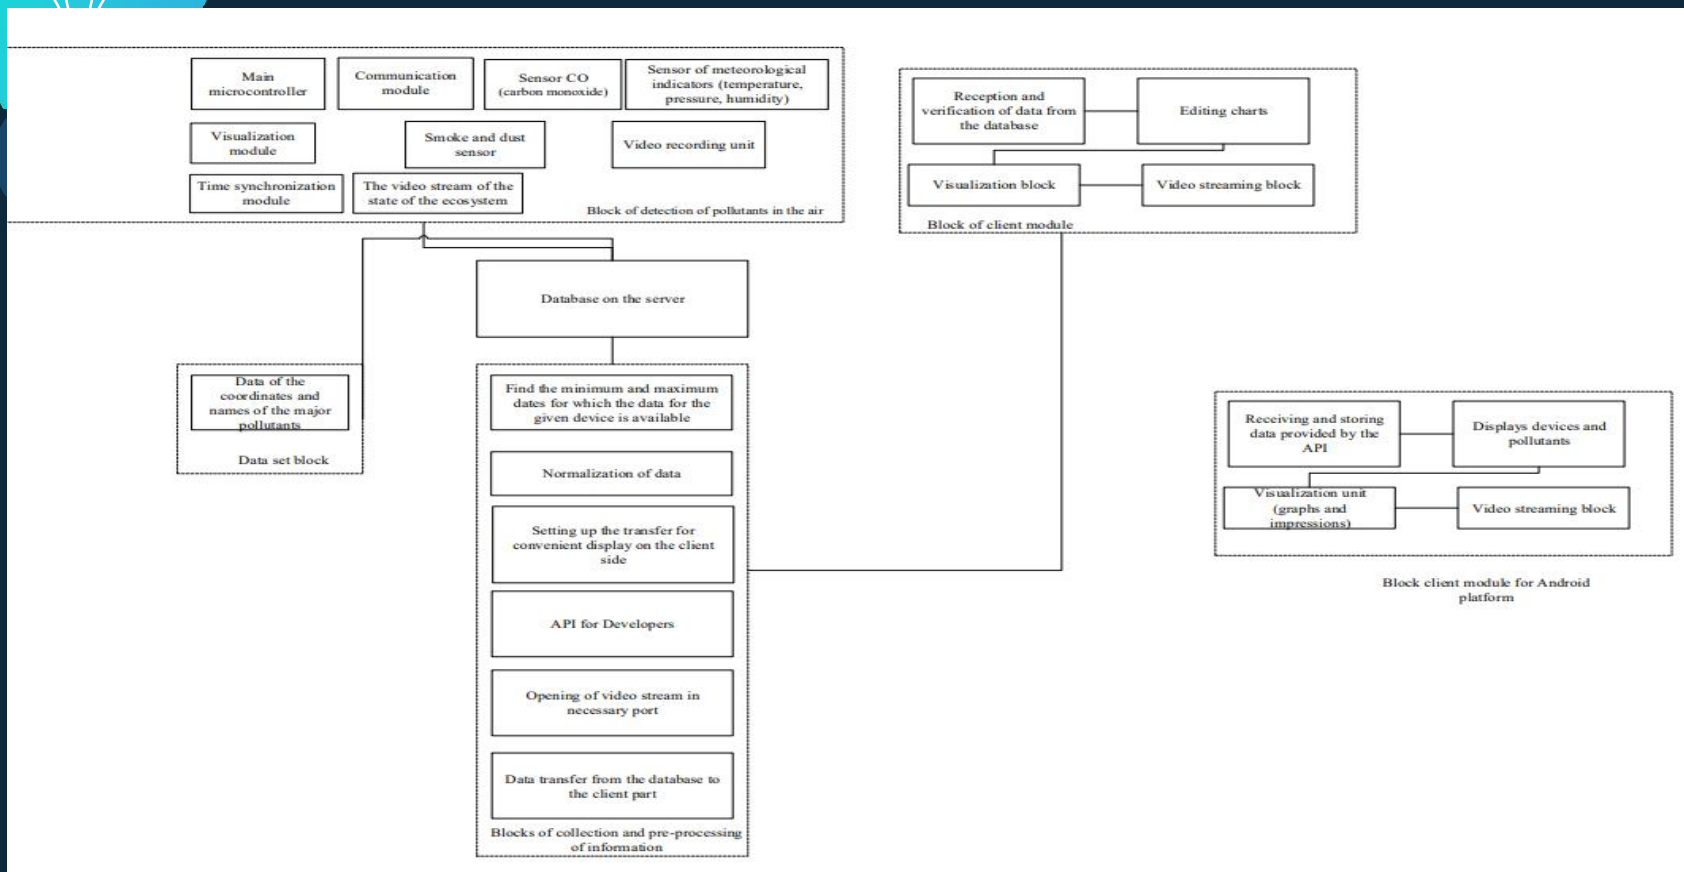 Main
microcontroller
Communication
module
Sensor CO
(carbon monoxide)
Sensor of meteorological
indicators (temperature,
pressure, humidity)
Visualization
module
Smoke and dust
sensor
Video recording unit
Time synchronization
module
The video stream of the
state of the ecosystem
Block of detection of pollutants in the air
Reception and
verification of data from
the database
Editing charts
Visualization block
Video streaming block
Block of client module
Database on the server
Data of the
coordinates and
names of the major
pollutants
Data set block
Find the minimum and maximum
dates for which the data for the
given device is available
Normalization of data
Setting up the transfer for
convenient display on the client
side
API for Developers
Opening of video stream in
necessary port
Data transfer from the database to
the client part
Blocks of collection and pre-processing
of information
Receiving and storing
data provided by the
API
Displays devices and
pollutants
Visualization unit
(graphs and
impressions)
Video streaming block
Block client module for Android
platform